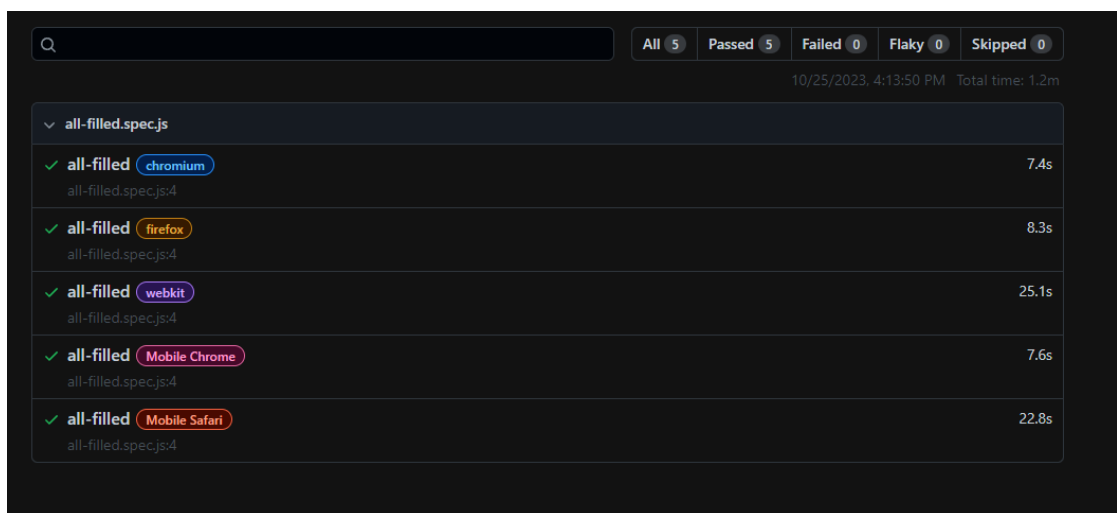 All 5 Passed 5 Failed 0 Flaky 0 Skipped 0
10/25/2023, 4:13:50 PM Total time: 1.2m
all-filled.spec.js
all-filled chromium 7.4s
all-filled.spec.js:4
all-filled firefox 8.3s
all-filled.spec.js:4
all-filled webkit 25.1s
all-filled.spec.js:4
all-filled Mobile Chrome 7.6s
all-filled.spec.js:4
all-filled Mobile Safari 22.8s
all-filled.spec.js:4